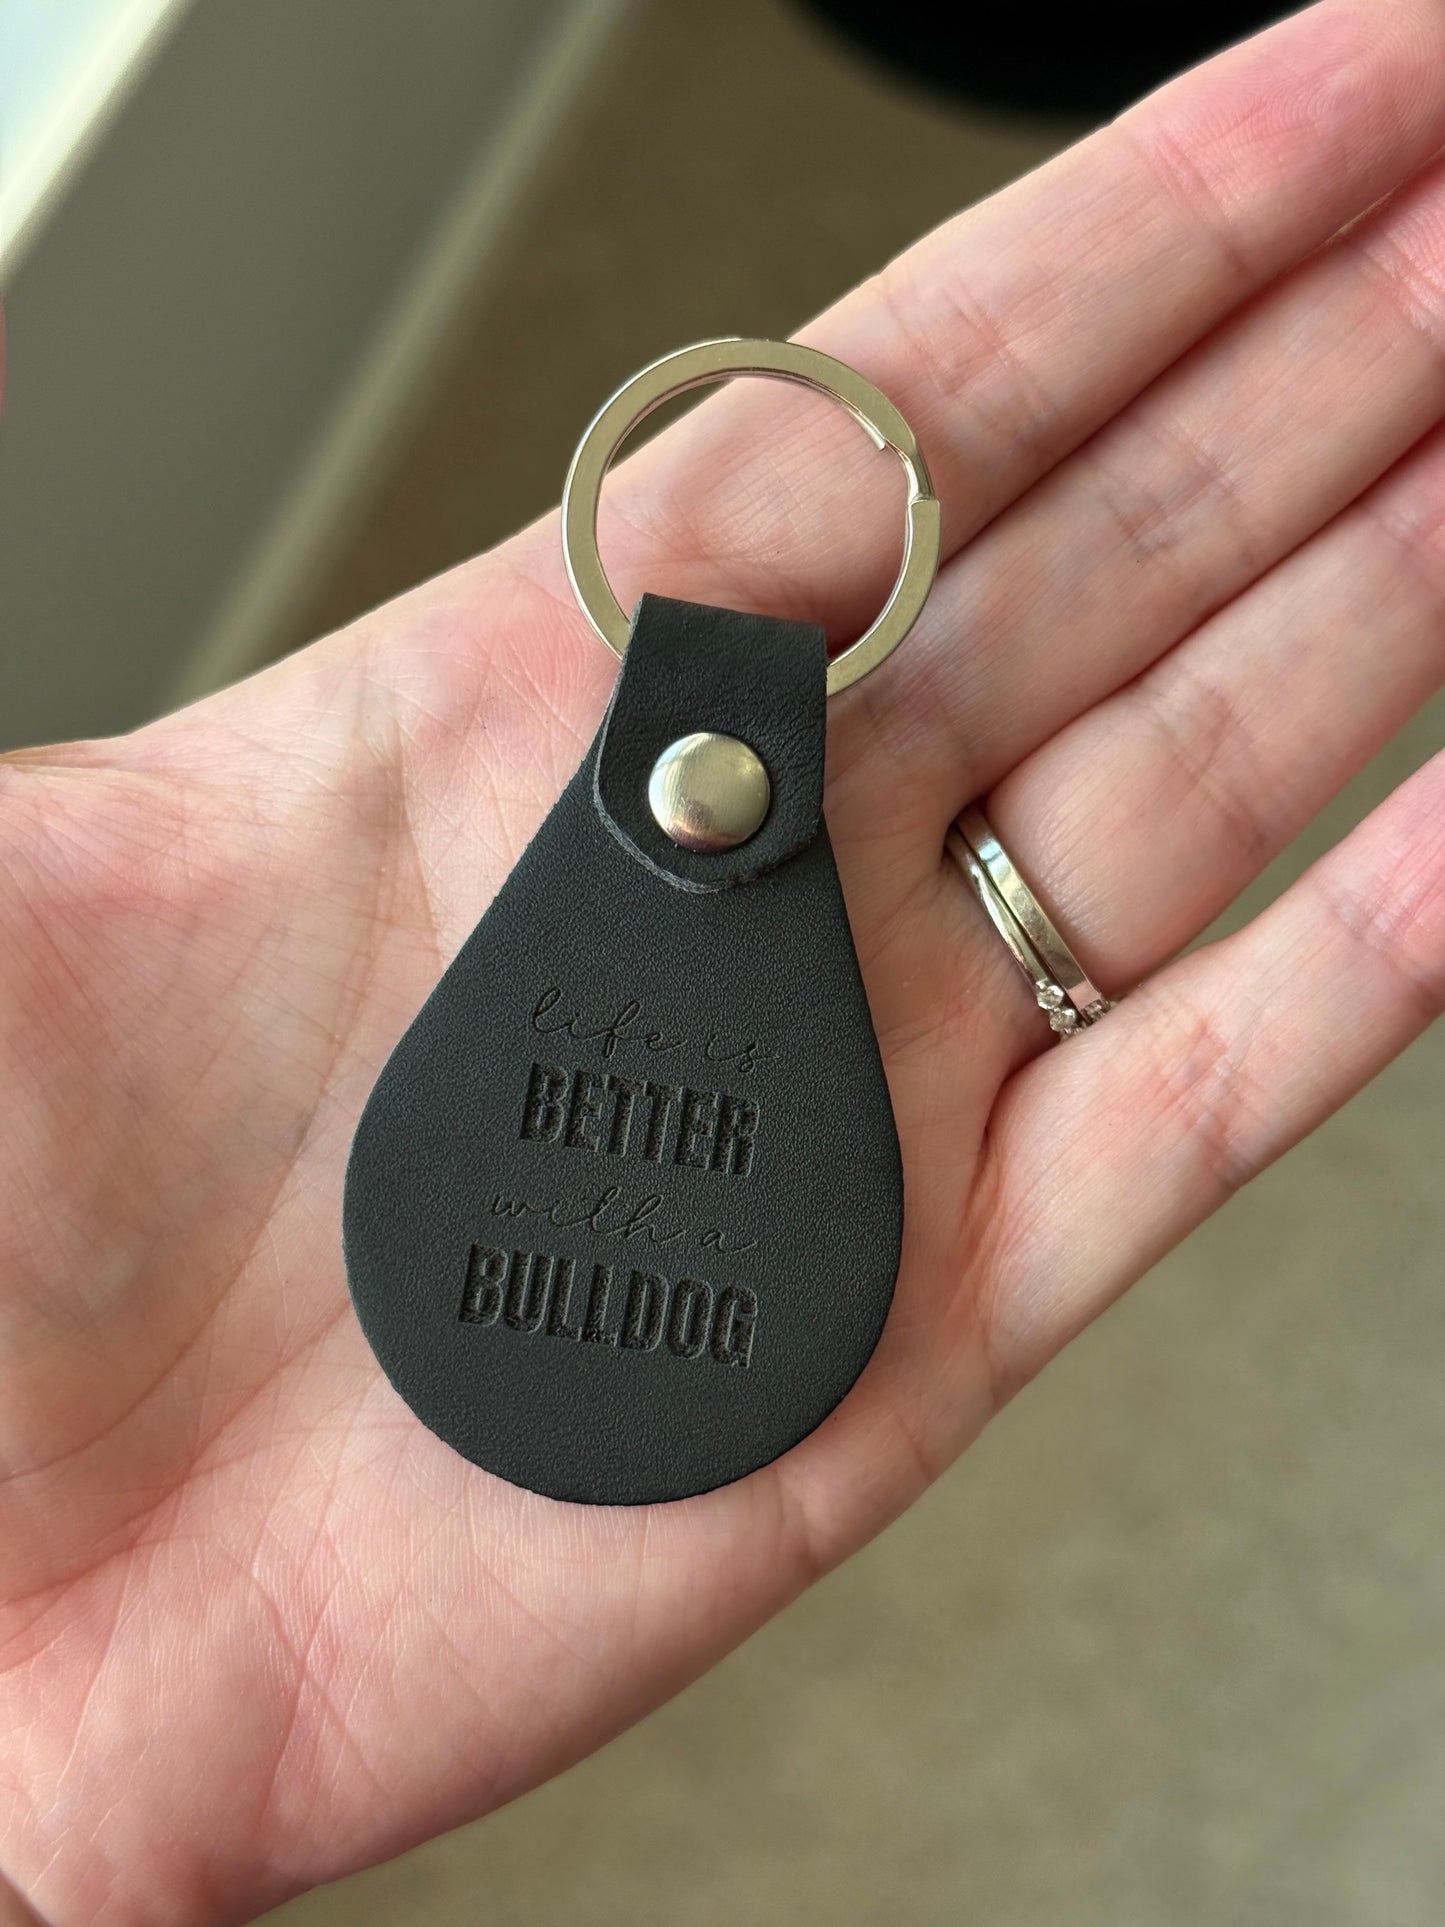 life is
BETTER
with a
BULLDOG